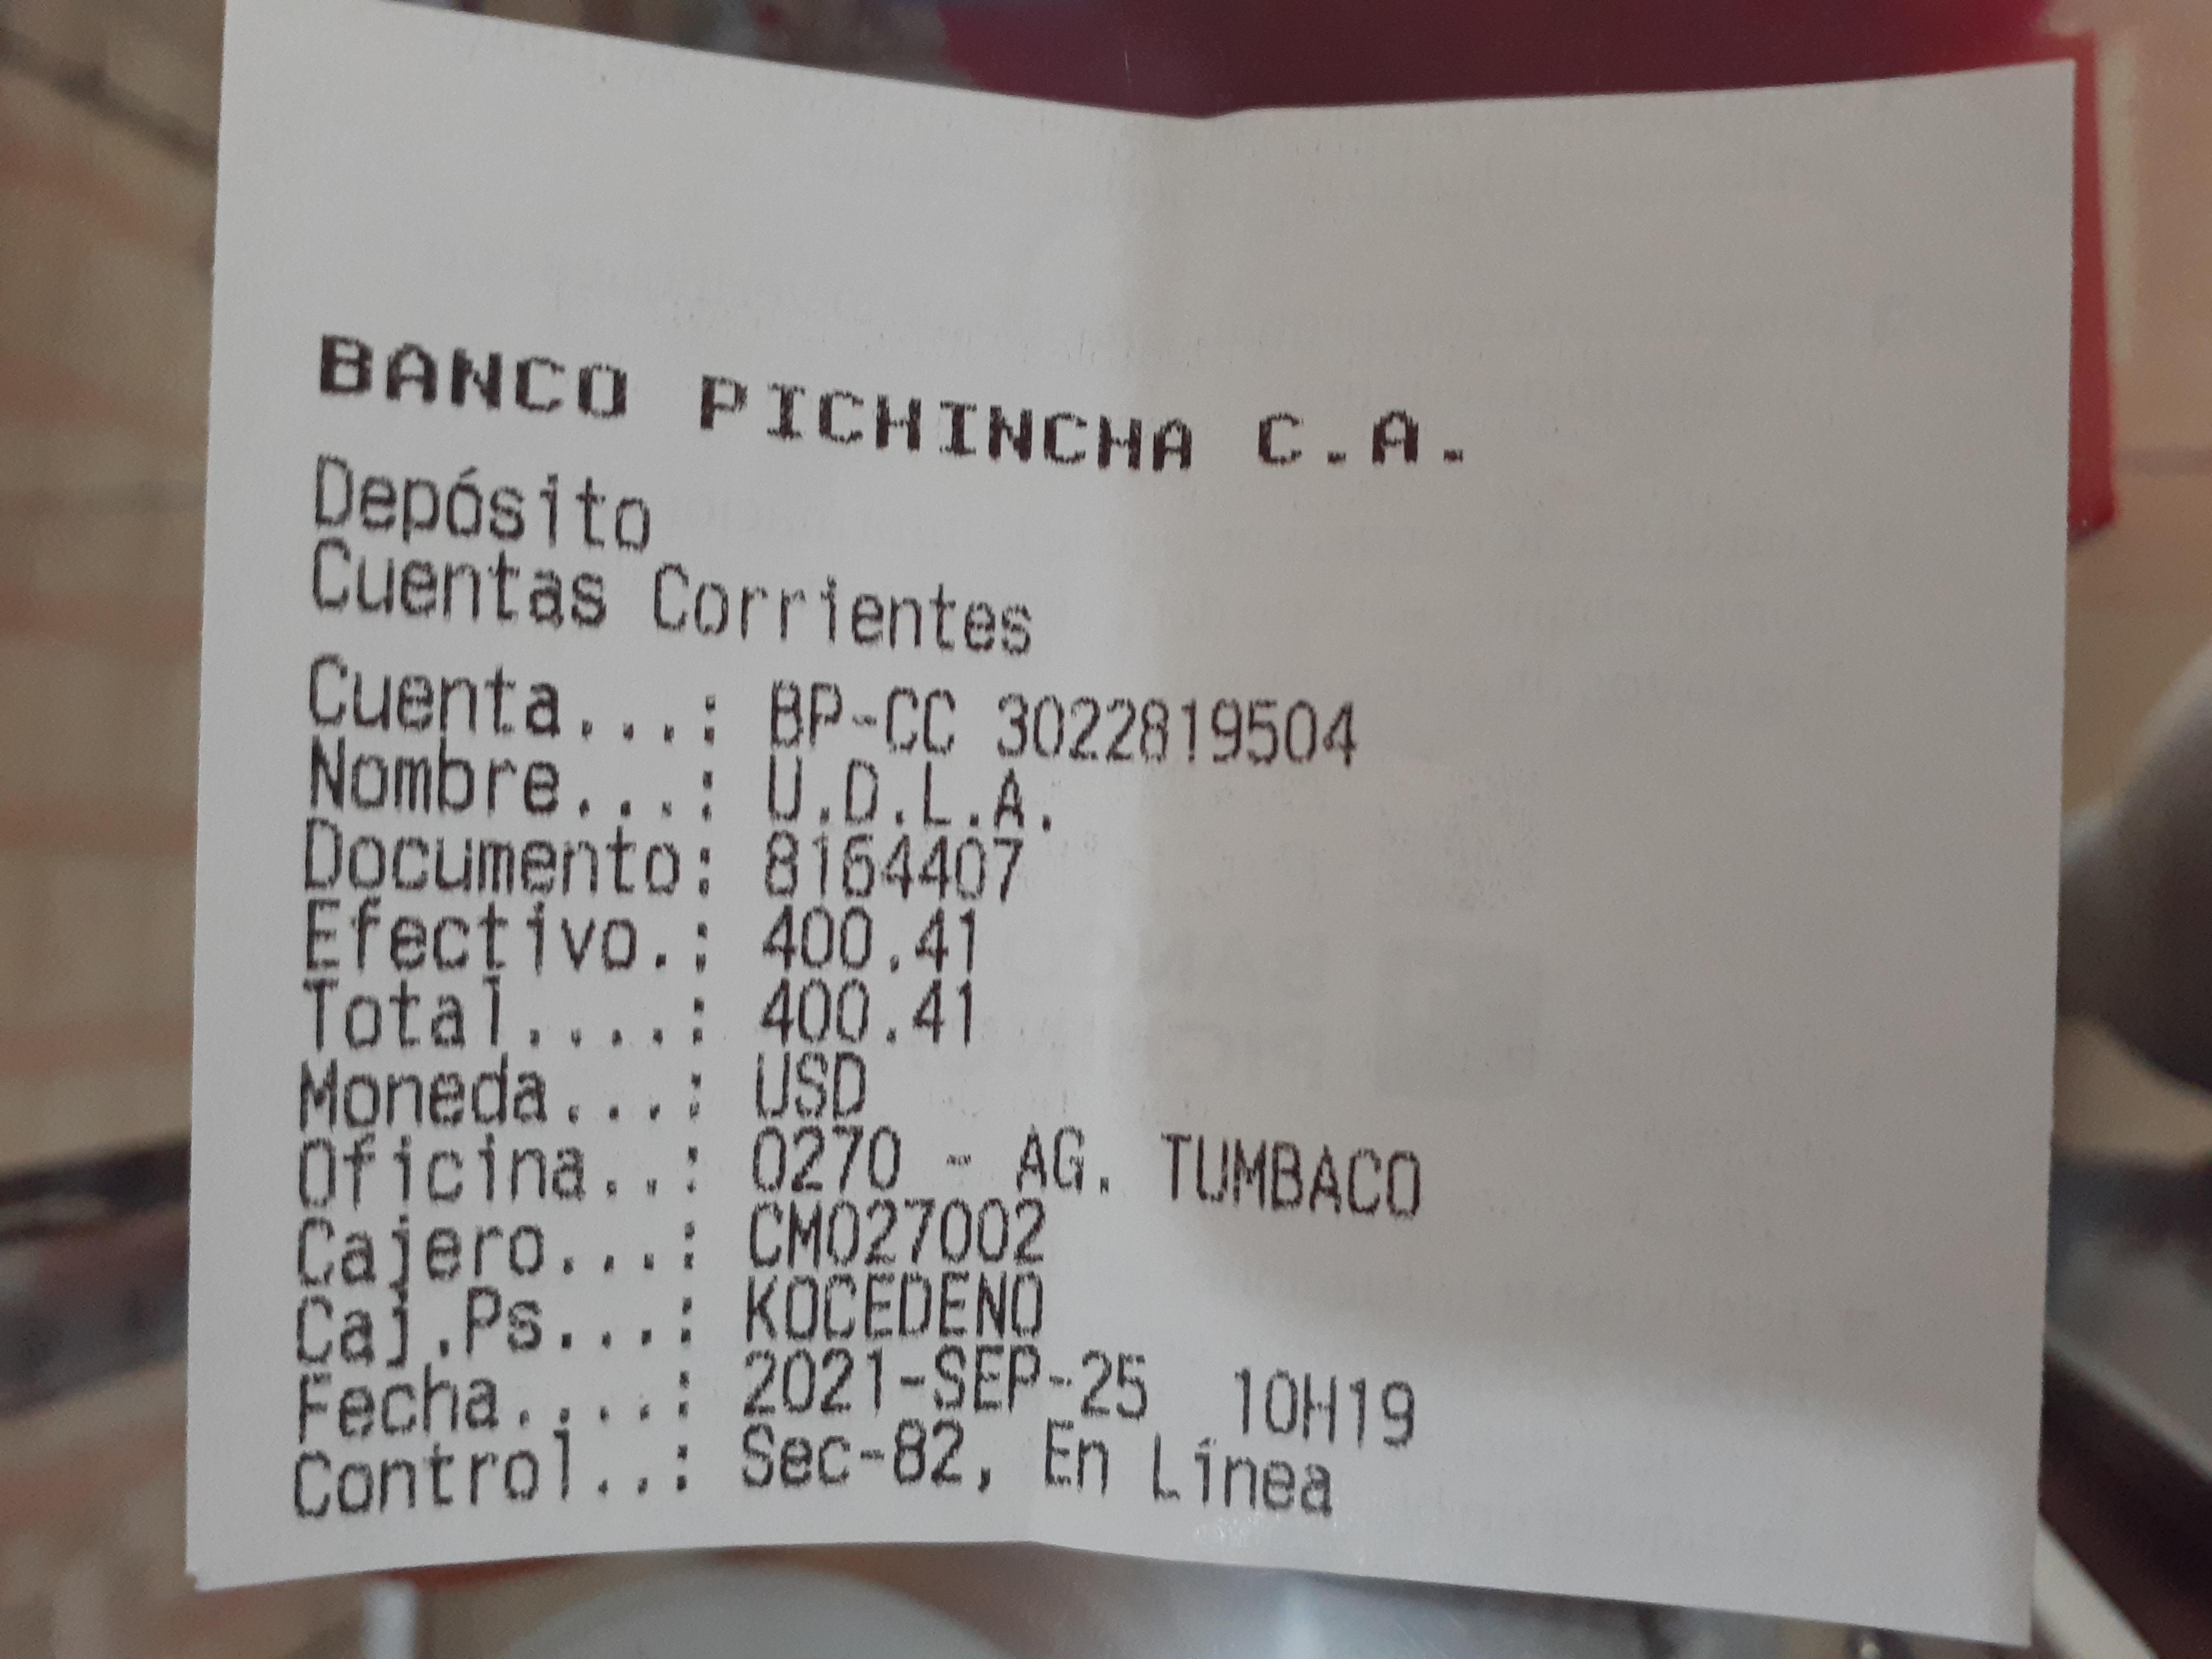 BANCO PICHINCHA C.A.
Depósito
Cuentas Corrientes
Cuenta...: BP-CC 3022819504
Nombre...: U.D.L.A.
Documento: 8164407
Efectivo.: 400.41
Total....: 400.41
Moneda...: USD
Oficina..: 0270 - AG. TUMBACO
Cajero...: CM027002
Caj.Ps...: KOCEDENO
Fecha....: 2021-SEP-25  10H19
Control..: Sec-82, En Línea